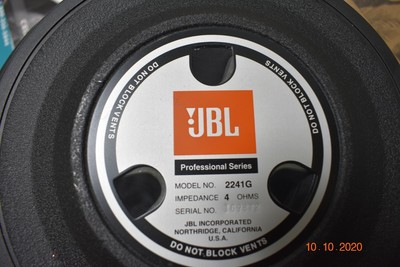 DO NOT BLOCK VENTS
DO NOT BLOCK VENTS
JBL
Professional Series
MODEL NO. 2241G
IMPEDANCE 4 OHMS
SERIAL NO.
JBL INCORPORATED
NORTHRIDGE, CALIFORNIA
U.S.A.
DO NOT BLOCK VENTS
10.10.2020